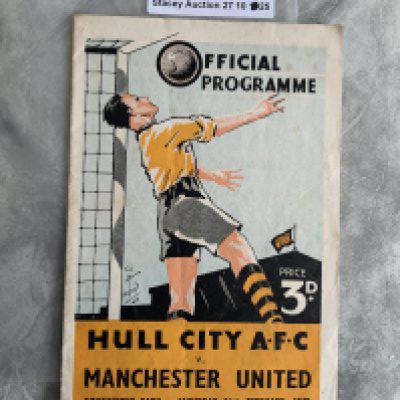 Stacey Auction 27 10
OFFICIAL
PROGRAMME
PRICE
3D.
HULL CITY A·F·C
v.
MANCHESTER UNITED